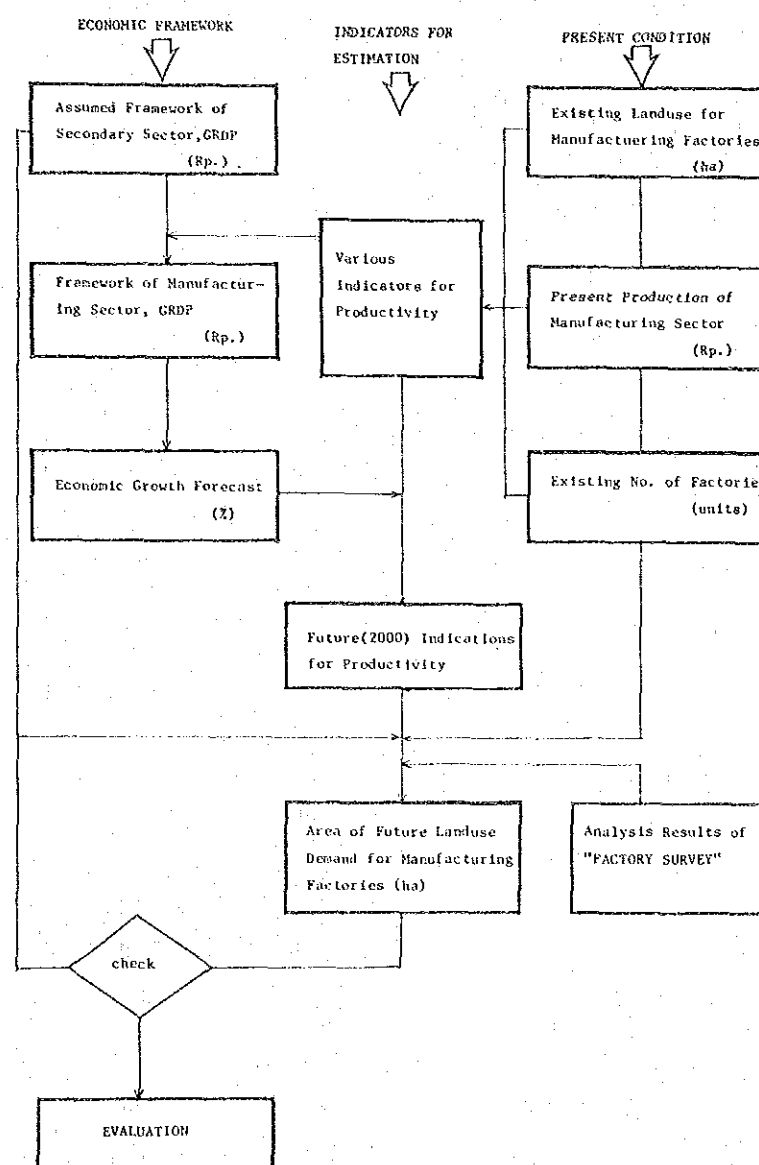 ECONOMIC FRAMEWORK
INDICATORS FOR
ESTIMATION
PRESENT CONDITION
Assumed Framework of
Secondary Sector,GRDP
(Rp.)
Existing Landuse for
Manufactuering Factories
(ha)
Various
Indicators for
Productivity
Framework of Manufactur-
ing Sector, GRDP
(Rp.)
Present Production of
Manufacturing Sector
(Rp.)
Economic Growth Forecast
(%)
Existing No. of Factorie
(units)
Future(2000) Indications
for Productivity
Area of Future Landuse
Demand for Manufacturing
Factories (ha)
Analysis Results of
"FACTORY SURVEY"
check
EVALUATION